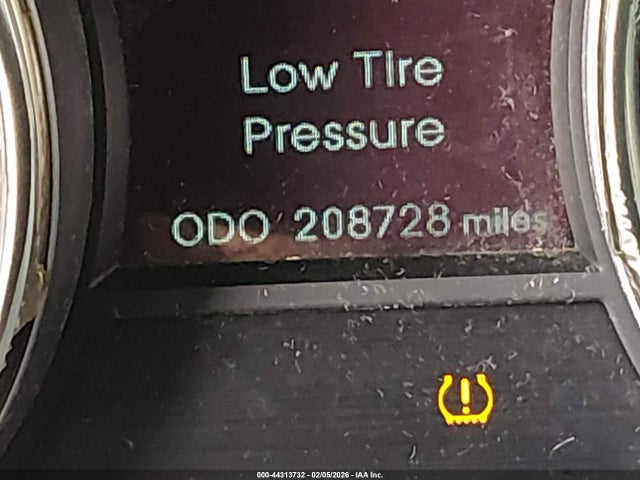 Low Tire
Pressure
ODO 208728 miles
000-44313732 - 02/05/2026 - IAA Inc.